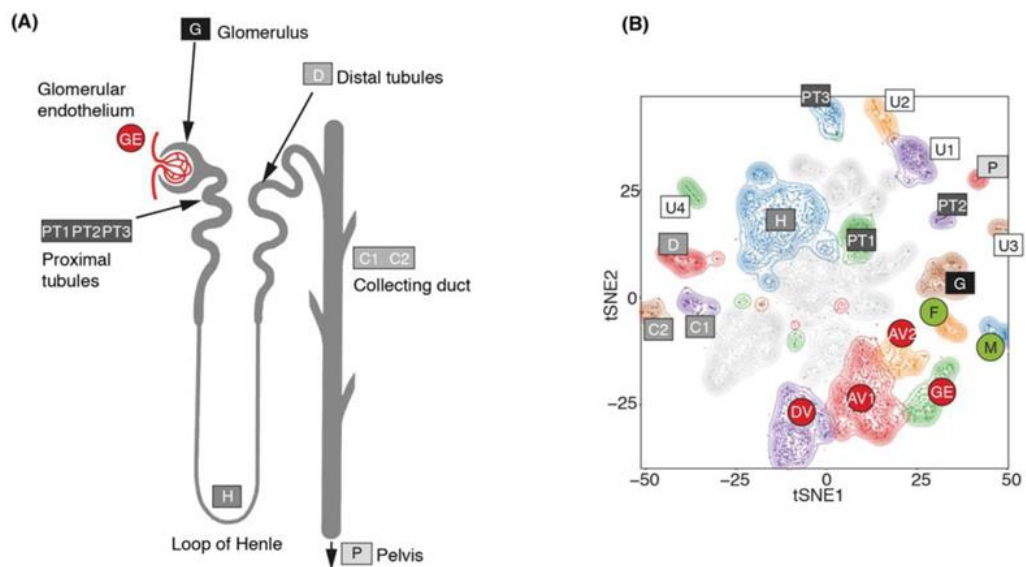 (A)
G Glomerulus
D Distal tubules
Glomerular
endothelium
GE
PT1 PT2 PT3
Proximal
tubules
C1 C2
Collecting duct
H
Loop of Henle
P Pelvis
(B)
PT3
U2
U1
P
25
U4
H
PT2
PT1
U3
D
G
tSNE2
0
F
C2
C1
AV2
M
AV1
GE
DV
−25
−50
−25
0
25
50
tSNE1